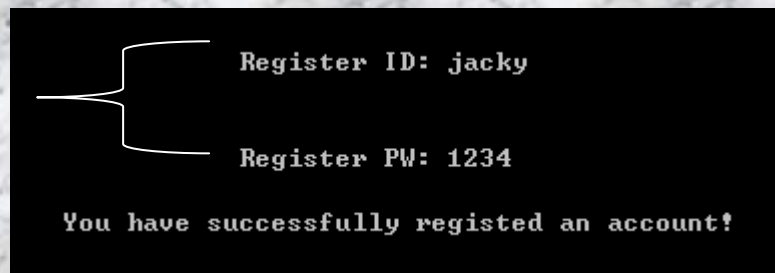 Register ID: jacky
Register PW: 1234
You have successfully registed an account!